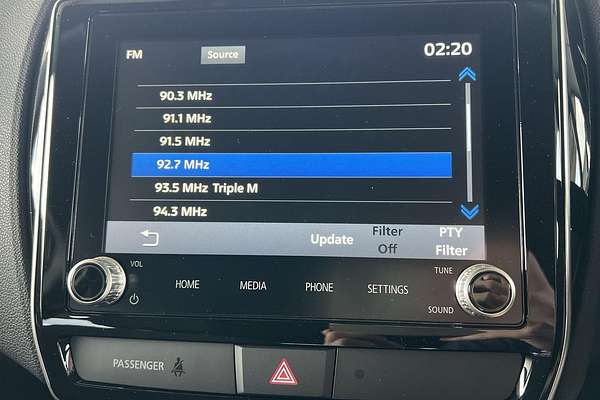 FM Source 02:20
90.3 MHz
91.1 MHz
91.5 MHz
92.7 MHz
93.5 MHz Triple M
94.3 MHz
Update Filter Off PTY Filter
VOL TUNE
HOME MEDIA PHONE SETTINGS
SOUND
PASSENGER